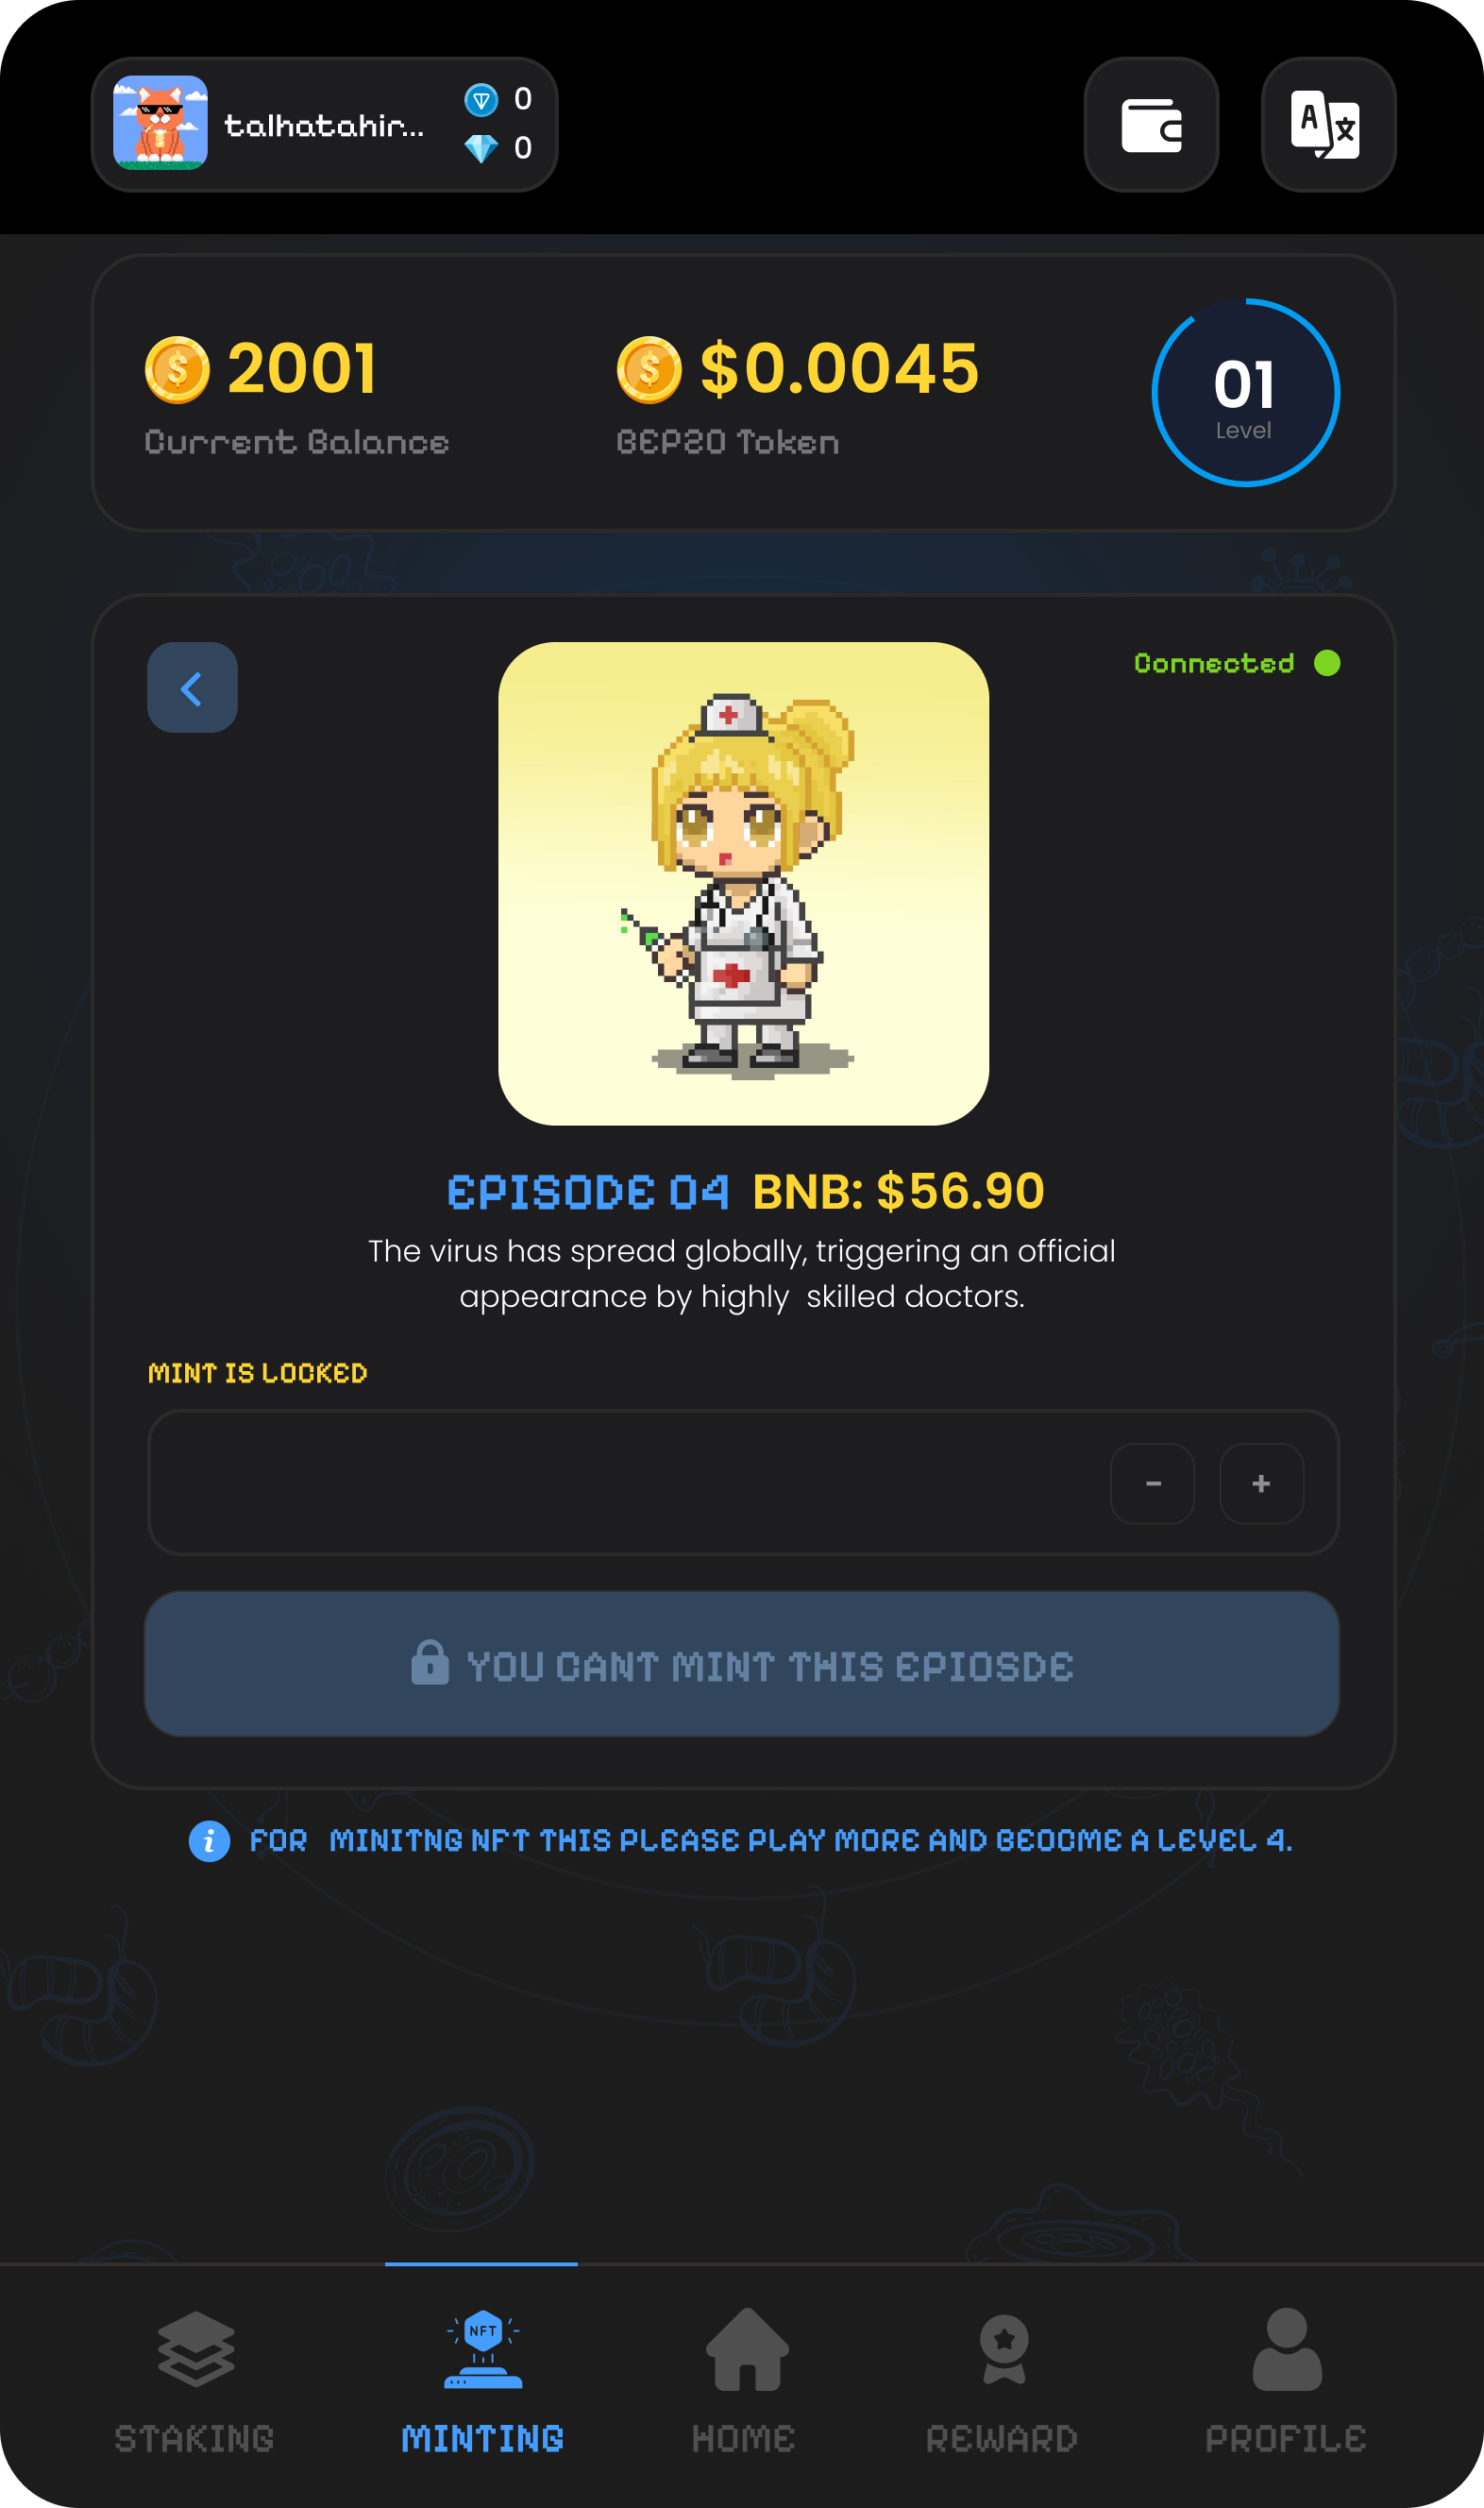 talhatahir...
0
0
A 文
2001
$0.0045
01
Current Balance
BEP20 Token
Level
Connected
EPISODE 04 BNB: $56.90
The virus has spread globally, triggering an official
appearance by highly skilled doctors.
MINT IS LOCKED
- +
YOU CANT MINT THIS EPIOSDE
i FOR MINITNG NFT THIS PLEASE PLAY MORE AND BECOME A LEVEL 4.
NFT
STAKING MINTING HOME REWARD PROFILE